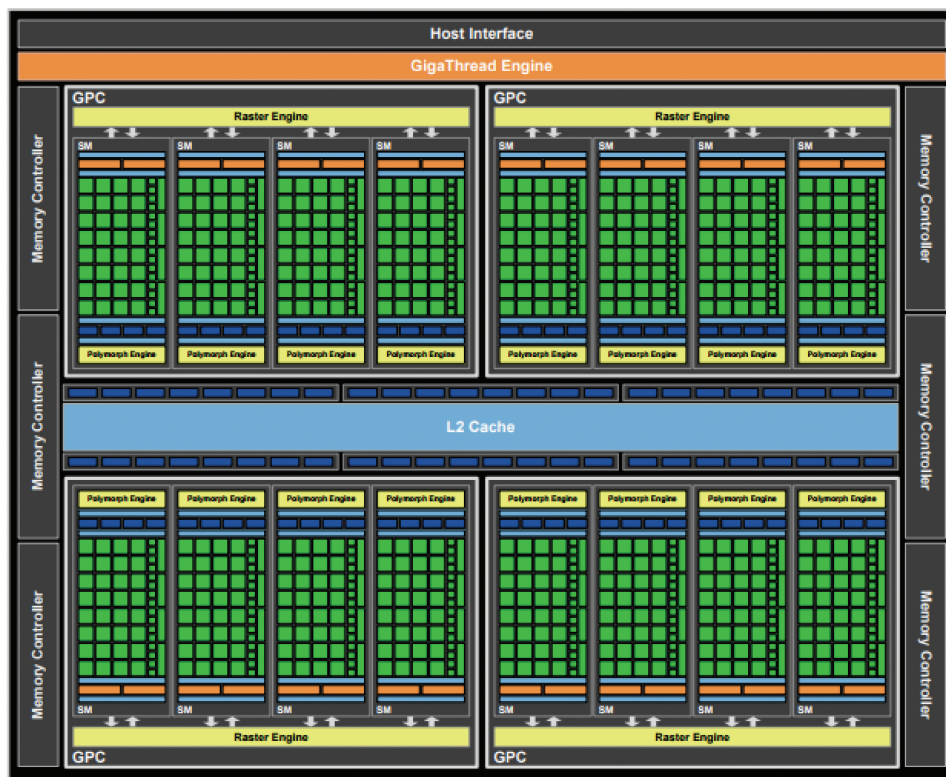 Host Interface
GigaThread Engine
GPC
GPC
Raster Engine
Raster Engine
SM
SM
SM
SM
SM
SM
SM
SM
Memory Controller
Memory Controller
Polymorph Engine
Polymorph Engine
Polymorph Engine
Polymorph Engine
Polymorph Engine
Polymorph Engine
Polymorph Engine
Polymorph Engine
Memory Controller
L2 Cache
Memory Controller
Polymorph Engine
Polymorph Engine
Polymorph Engine
Polymorph Engine
Polymorph Engine
Polymorph Engine
Polymorph Engine
Polymorph Engine
Memory Controller
Memory Controller
SM
SM
SM
SM
SM
SM
SM
SM
Raster Engine
Raster Engine
GPC
GPC